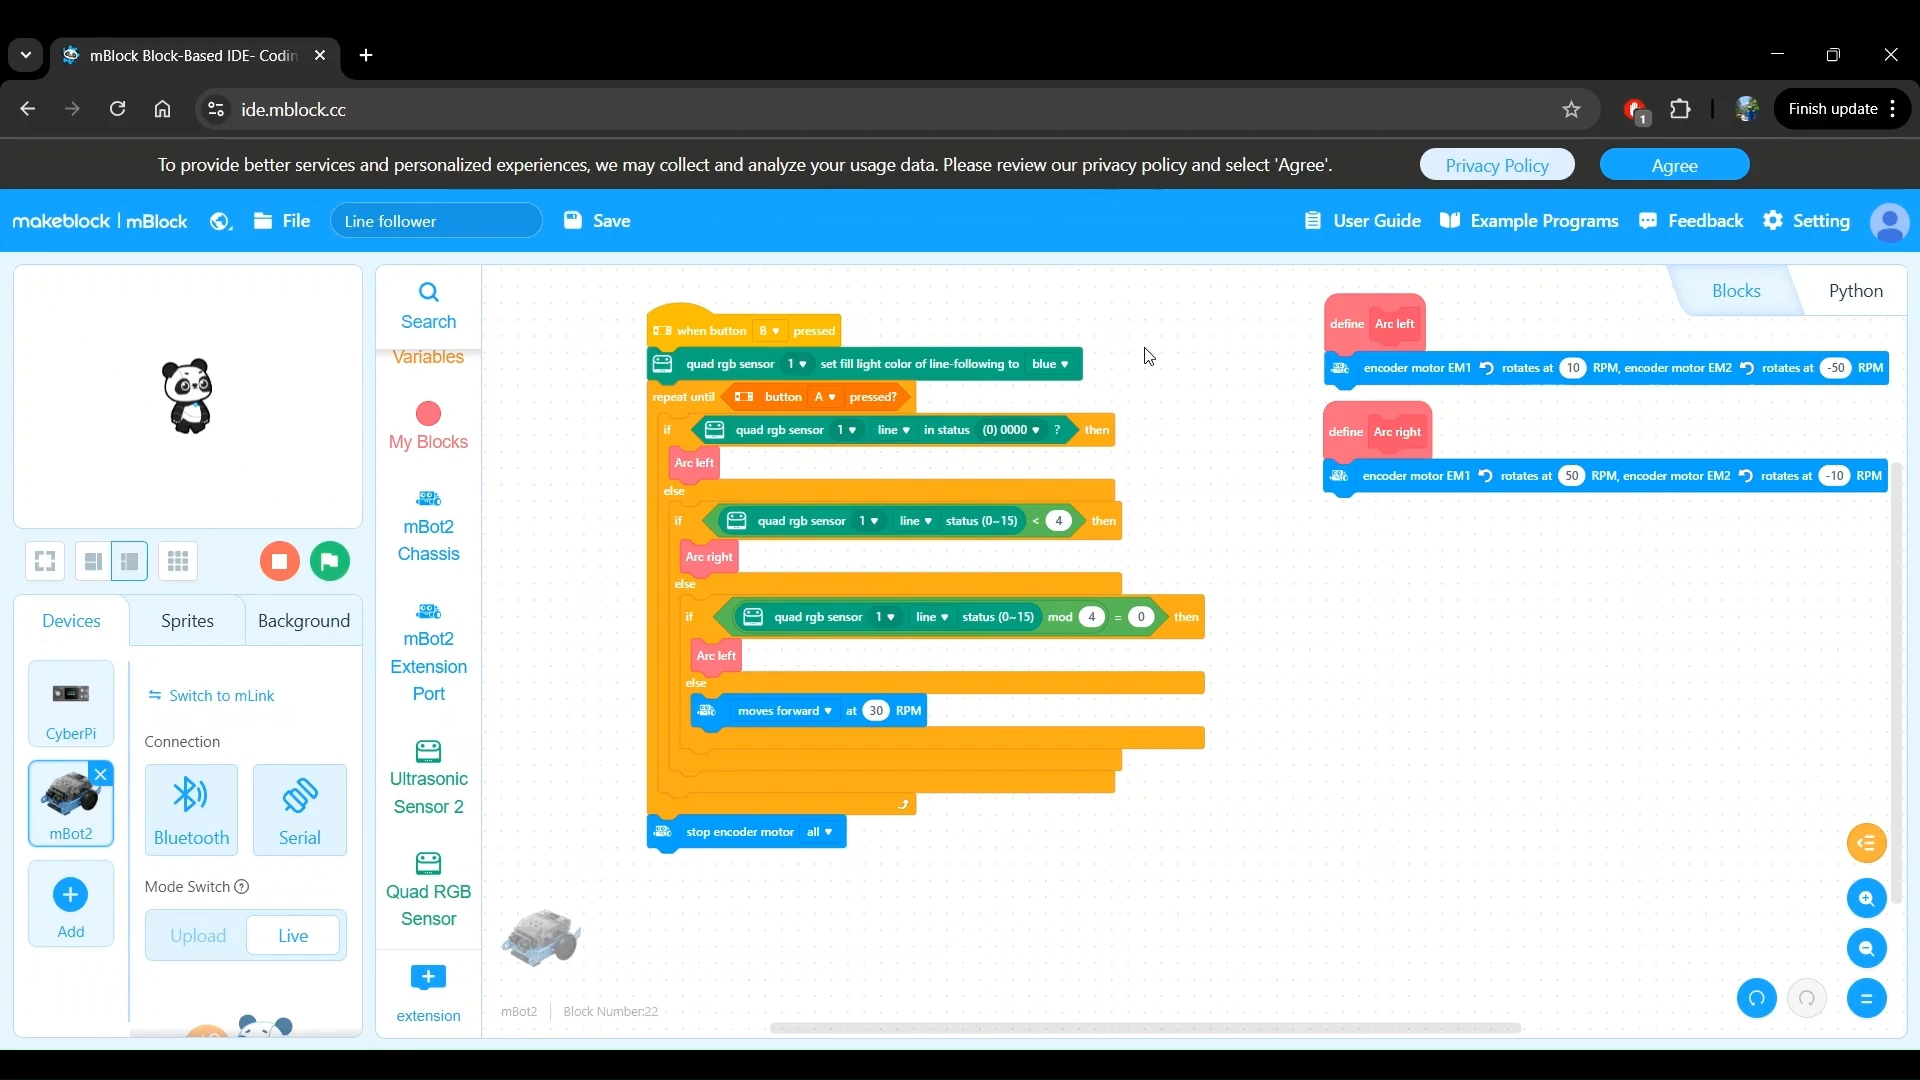 mBlock Block-Based IDE- Codin
ide.mblock.cc
1
Finish update
To provide better services and personalized experiences, we may collect and analyze your usage data. Please review our privacy policy and select 'Agree'.
Privacy Policy
Agree
makeblock | mBlock
File
Line follower
Save
User Guide
Example Programs
Feedback
Setting
Search
Variables
My Blocks
mBot2
Chassis
mBot2
Extension
Port
Ultrasonic
Sensor 2
Quad RGB
Sensor
extension
Blocks
Python
when button B pressed
quad rgb sensor 1 set fill light color of line-following to blue
repeat until button A pressed?
if quad rgb sensor 1 line in status (0) 0000 ? then
Arc left
else
if quad rgb sensor 1 line status (0~15) < 4 then
Arc right
else
if quad rgb sensor 1 line status (0~15) mod 4 = 0 then
Arc left
else
moves forward at 30 RPM
stop encoder motor all
define Arc left
encoder motor EM1 rotates at 10 RPM, encoder motor EM2 rotates at -50 RPM
define Arc right
encoder motor EM1 rotates at 50 RPM, encoder motor EM2 rotates at -10 RPM
Devices
Sprites
Background
CyberPi
mBot2
Add
Switch to mLink
Connection
Bluetooth
Serial
Mode Switch ?
Upload
Live
mBot2 | Block Number:22